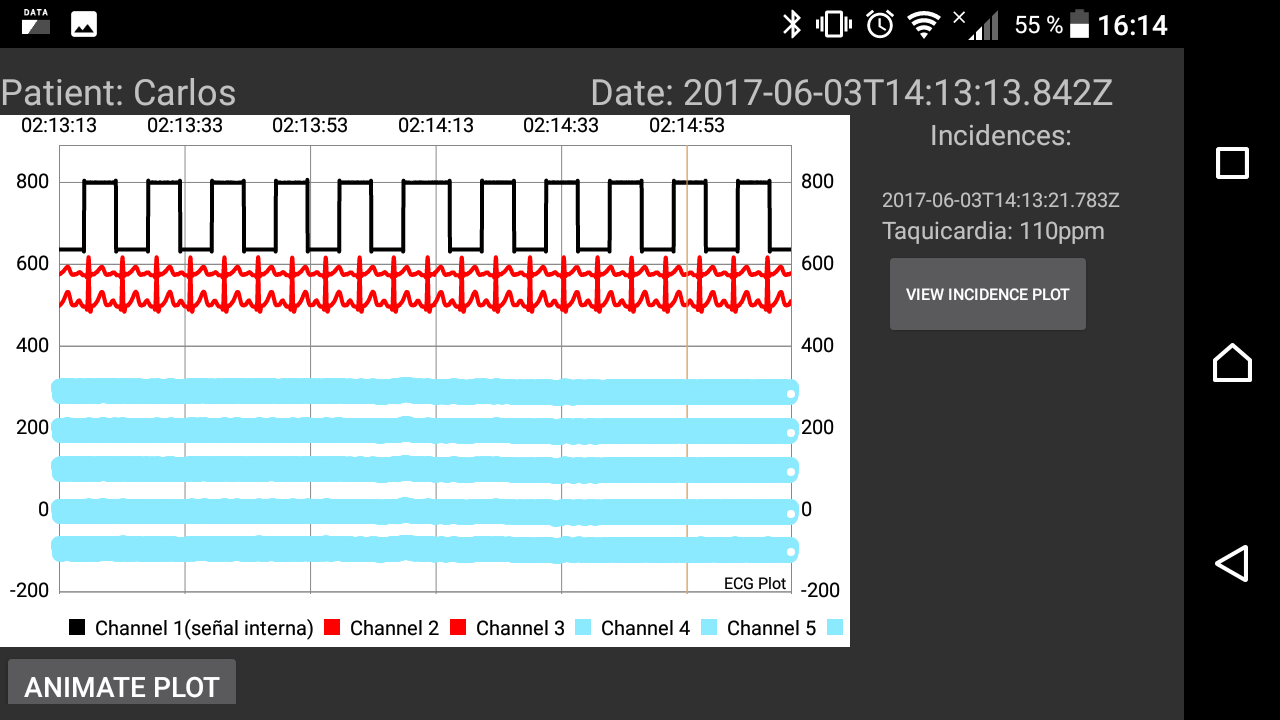 DATA
55 % 16:14
Patient: Carlos
Date: 2017-06-03T14:13:13.842Z
02:13:13 02:13:33 02:13:53 02:14:13 02:14:33 02:14:53
Incidences:
800 800
2017-06-03T14:13:21.783Z
Taquicardia: 110ppm
600 600
VIEW INCIDENCE PLOT
400 400
200 200
0 0
ECG Plot
-200 -200
Channel 1(señal interna) Channel 2 Channel 3 Channel 4 Channel 5
ANIMATE PLOT